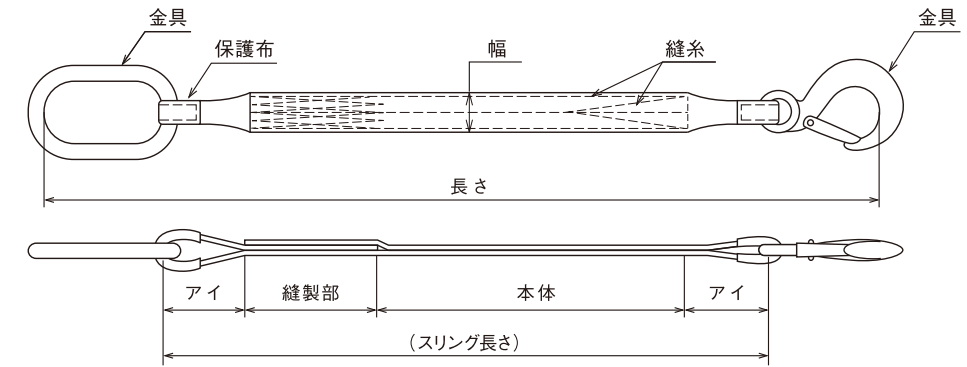 金具
金具
保護布
幅
縫糸
長さ
アイ
縫製部
本体
アイ
(スリング長さ)